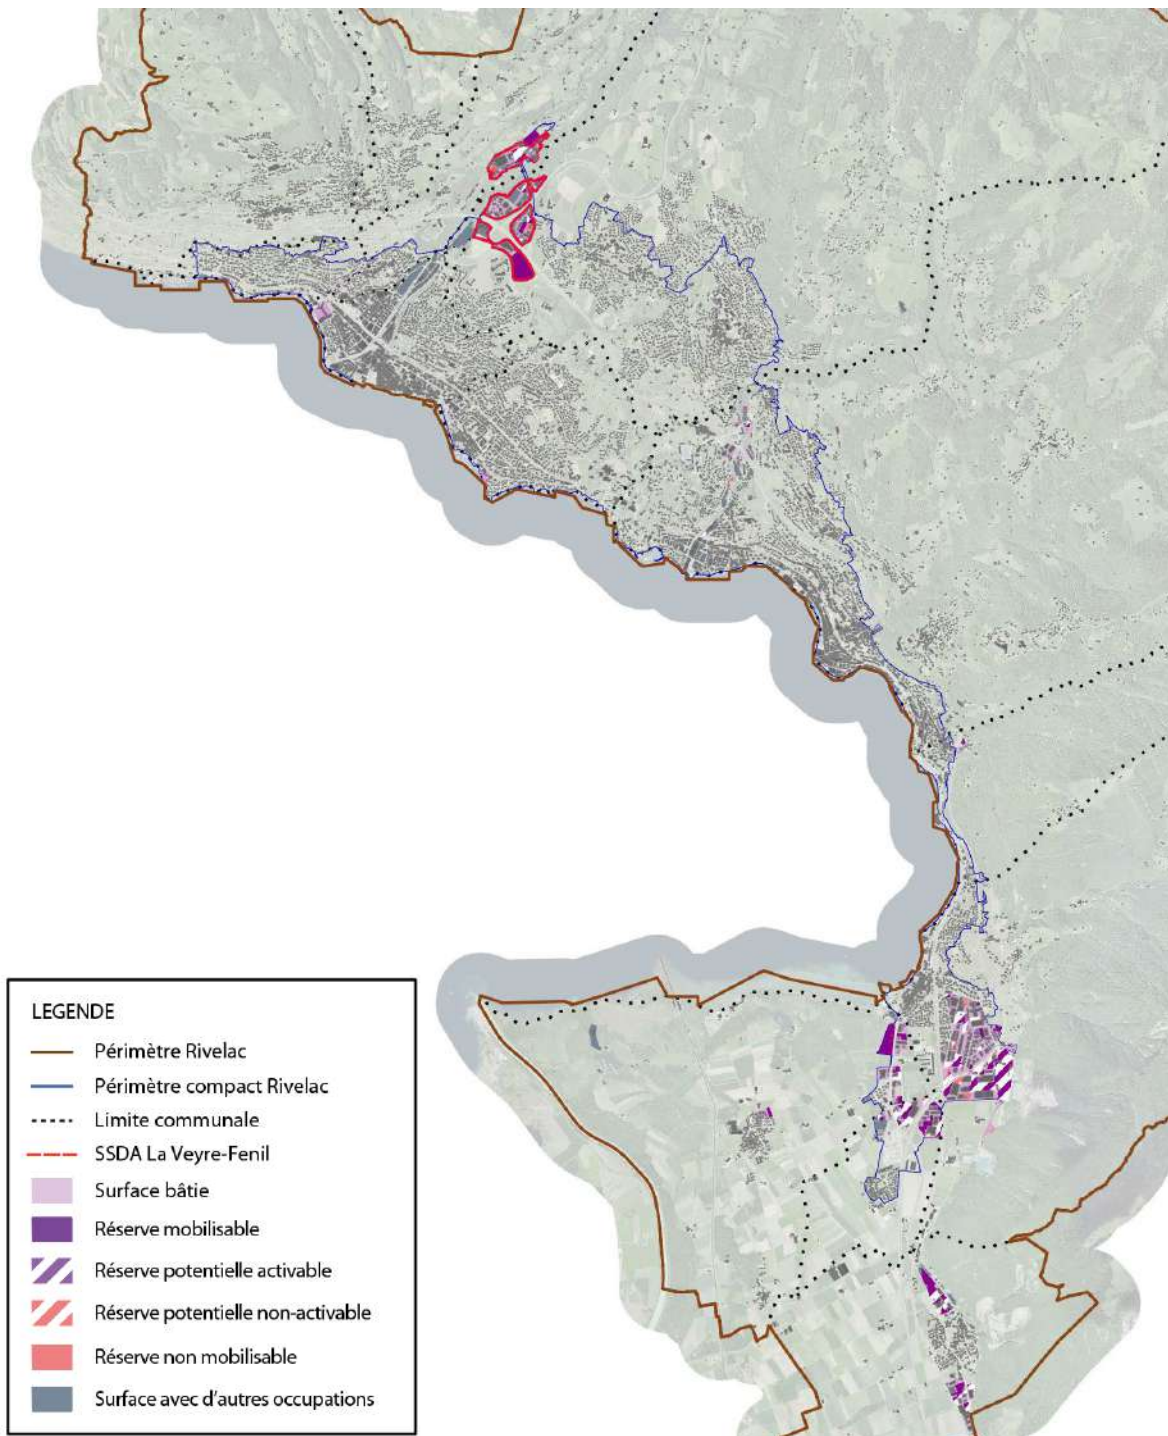 LEGENDE
Périmètre Rivelac
Périmètre compact Rivelac
Limite communale
SSDA La Veyre-Fenil
Surface bâtie
Réserve mobilisable
Réserve potentielle activable
Réserve potentielle non-activable
Réserve non mobilisable
Surface avec d'autres occupations